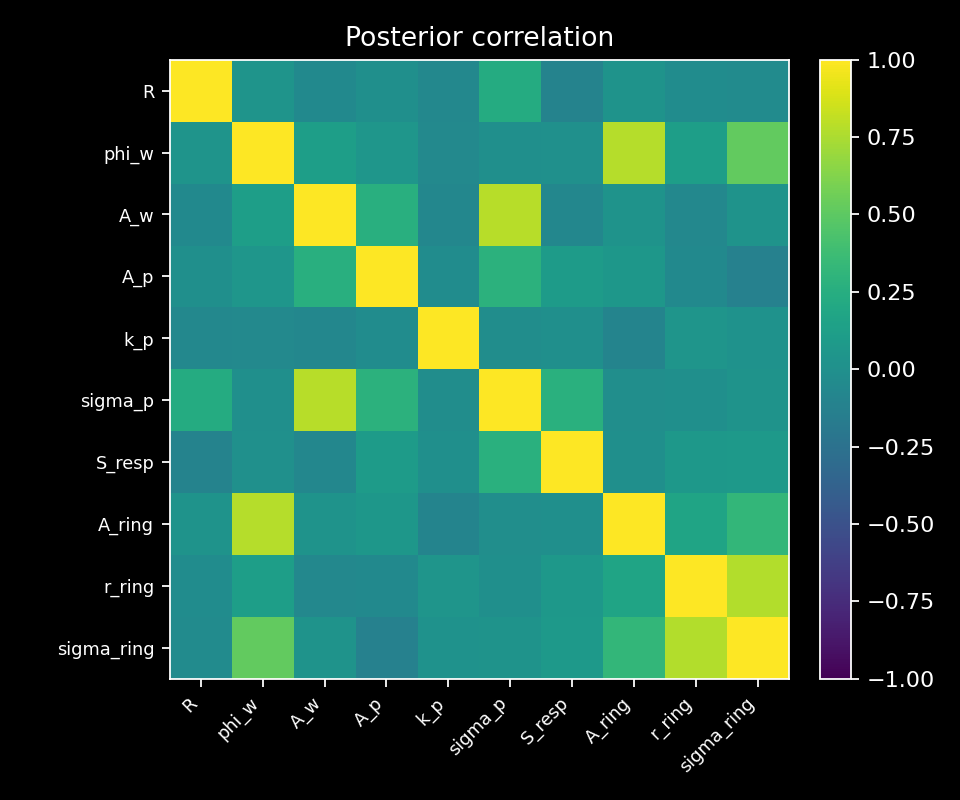 Posterior correlation
R
phi_w
A_w
A_p
k_p
sigma_p
S_resp
A_ring
r_ring
sigma_ring
R
phi_w
A_w
A_p
k_p
sigma_p
S_resp
A_ring
r_ring
sigma_ring
1.00
0.75
0.50
0.25
0.00
−0.25
−0.50
−0.75
−1.00